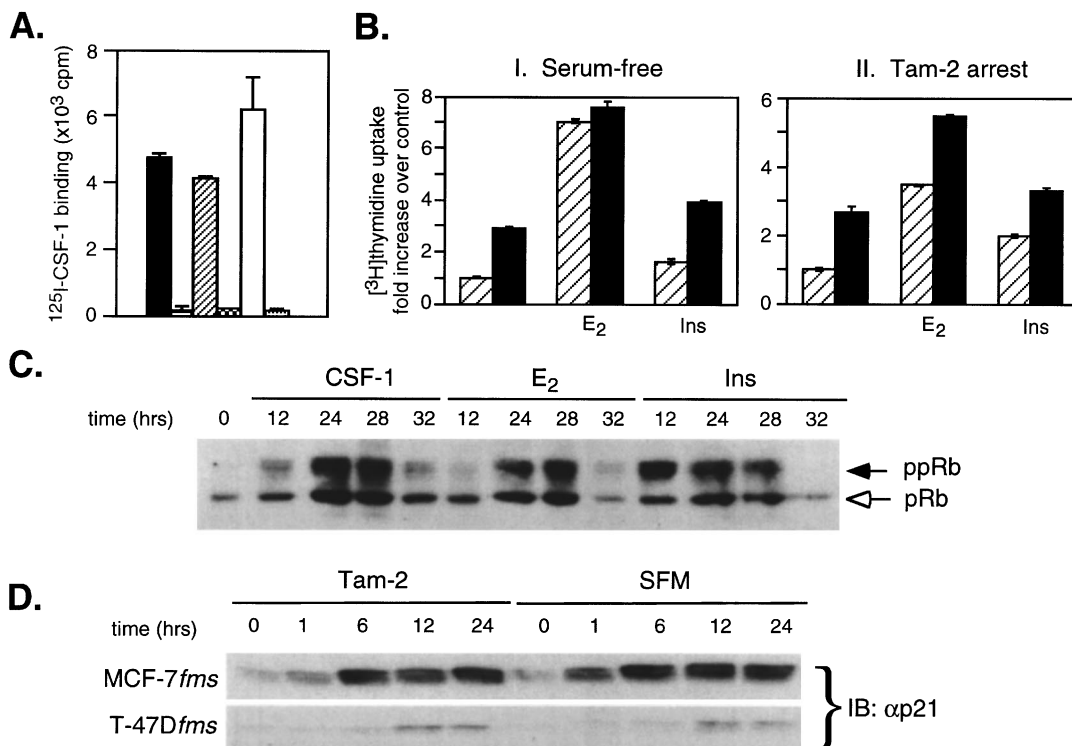 A.
¹²⁵I-CSF-1 binding (x10³ cpm)
8
6
4
2
0
B.
I. Serum-free
[³H]thymidine uptake
fold increase over control
8
6
4
2
0
E₂
Ins
II. Tam-2 arrest
6
4
2
0
E₂
Ins
C.
CSF-1 E₂ Ins
time (hrs) 0 12 24 28 32 12 24 28 32 12 24 28 32
ppRb
pRb
D.
Tam-2 SFM
time (hrs) 0 1 6 12 24 0 1 6 12 24
MCF-7fms
T-47Dfms
IB: αp21